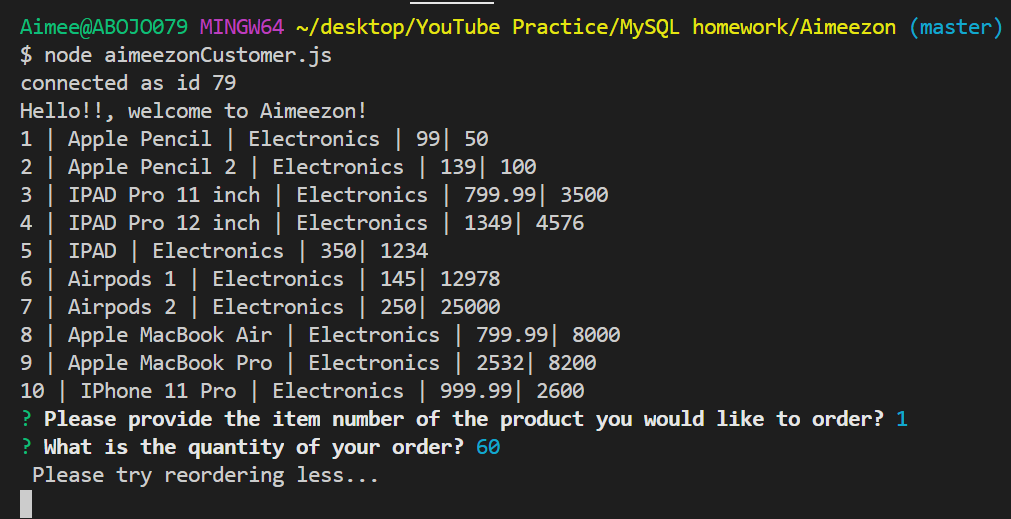 Aimee@ABOJO079 MINGW64 ~/desktop/YouTube Practice/MySQL homework/Aimeezon (master)
$ node aimeezonCustomer.js
connected as id 79
Hello!!, welcome to Aimeezon!
1 | Apple Pencil | Electronics | 99| 50
2 | Apple Pencil 2 | Electronics | 139| 100
3 | IPAD Pro 11 inch | Electronics | 799.99| 3500
4 | IPAD Pro 12 inch | Electronics | 1349| 4576
5 | IPAD | Electronics | 350| 1234
6 | Airpods 1 | Electronics | 145| 12978
7 | Airpods 2 | Electronics | 250| 25000
8 | Apple MacBook Air | Electronics | 799.99| 8000
9 | Apple MacBook Pro | Electronics | 2532| 8200
10 | IPhone 11 Pro | Electronics | 999.99| 2600
? Please provide the item number of the product you would like to order? 1
? What is the quantity of your order? 60
 Please try reordering less...